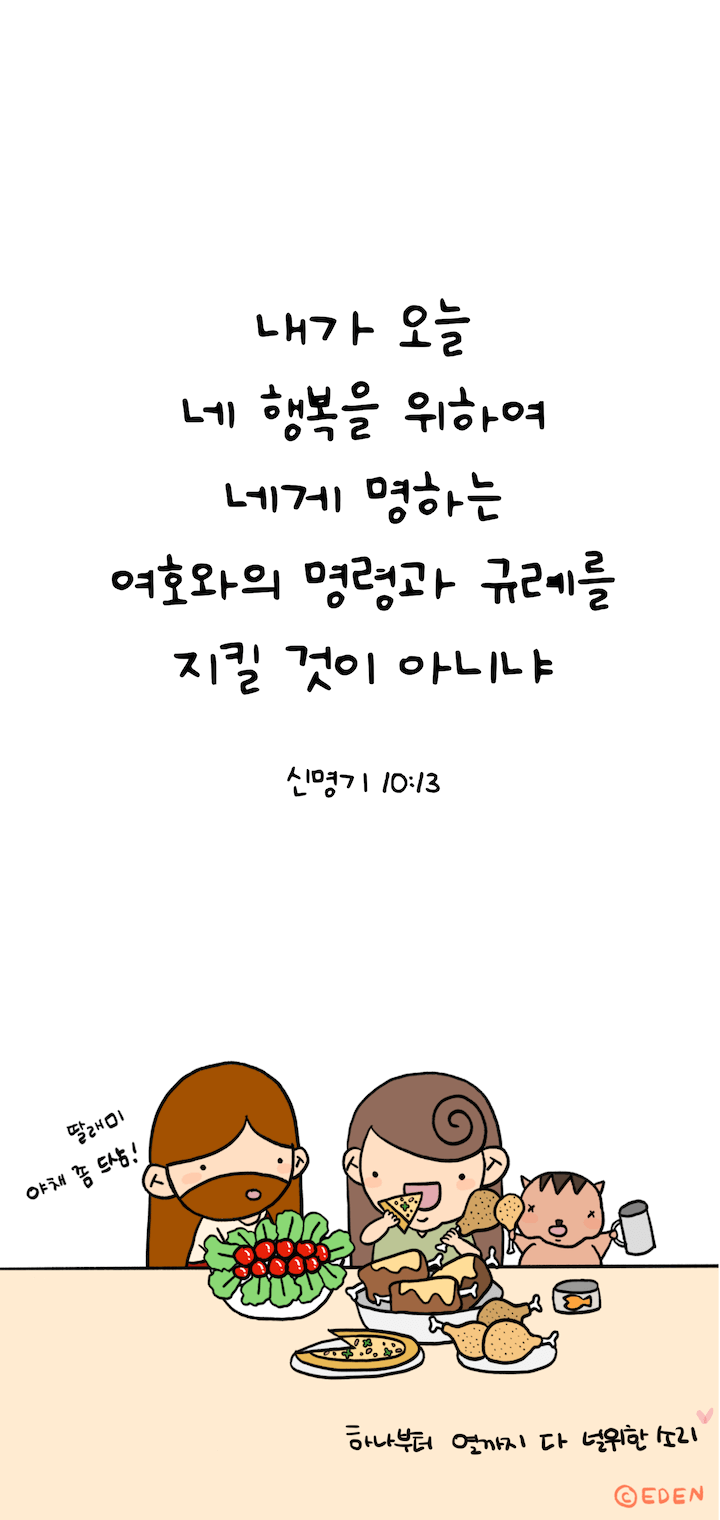 내가 오늘
네 행복을 위하여
네게 명하는
여호와의 명령과 규례를
지킬 것이 아니냐
신명기 10:13
딸래미
야채 좀 드삼!
하나부터 열까지 다 널위한 소리
©EDEN